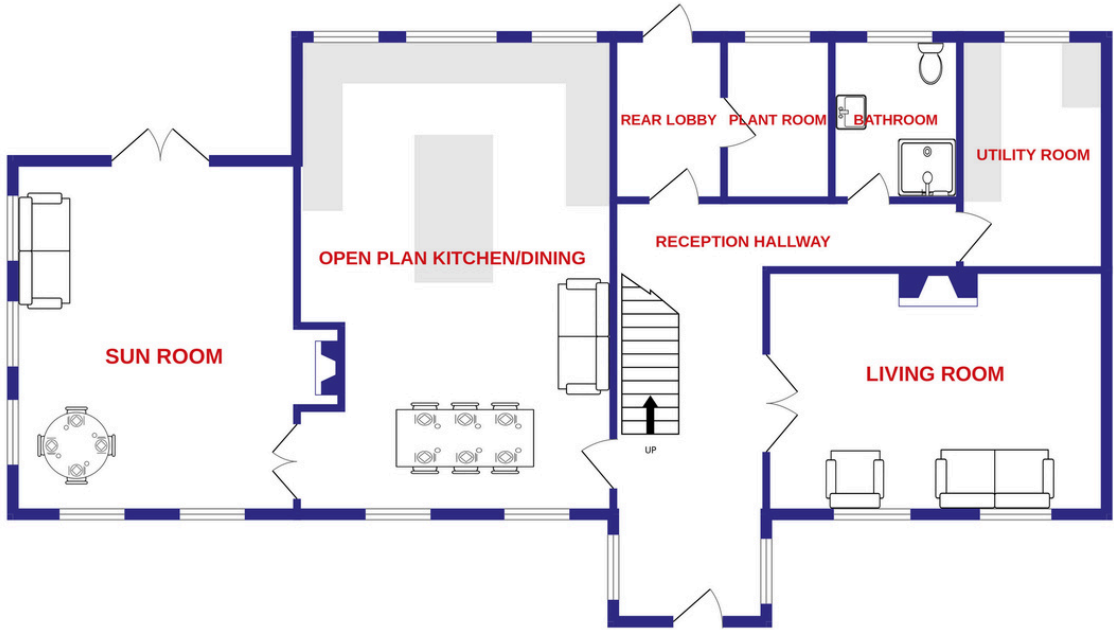 REAR LOBBY
PLANT ROOM
BATHROOM
UTILITY ROOM
RECEPTION HALLWAY
OPEN PLAN KITCHEN/DINING
SUN ROOM
LIVING ROOM
UP